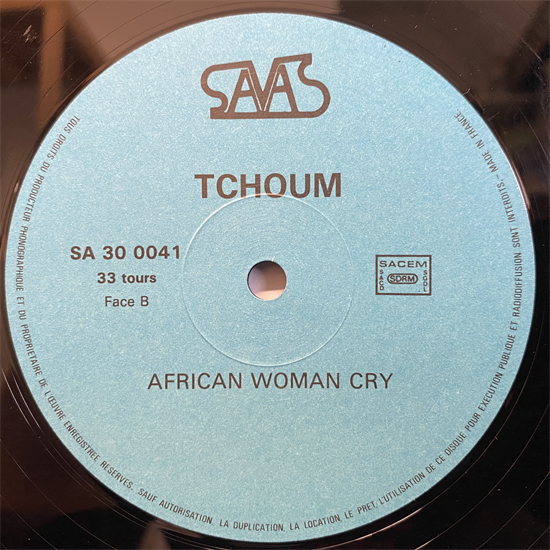 SAVAS
TCHOUM
SA 30 0041
33 tours
Face B
SACEM
SACD
SDRM
SGDL
AFRICAN WOMAN CRY
TOUS DROITS DU PRODUCTEUR PHONOGRAPHIQUE ET DU PROPRIETAIRE DE L'ŒUVRE ENREGISTREE RESERVES. SAUF AUTORISATION, LA DUPLICATION, LA LOCATION, LE PRET, L'UTILISATION DE CE DISQUE POUR EXECUTION PUBLIQUE ET RADIODIFFUSION SONT INTERDITS. - MADE IN FRANCE.